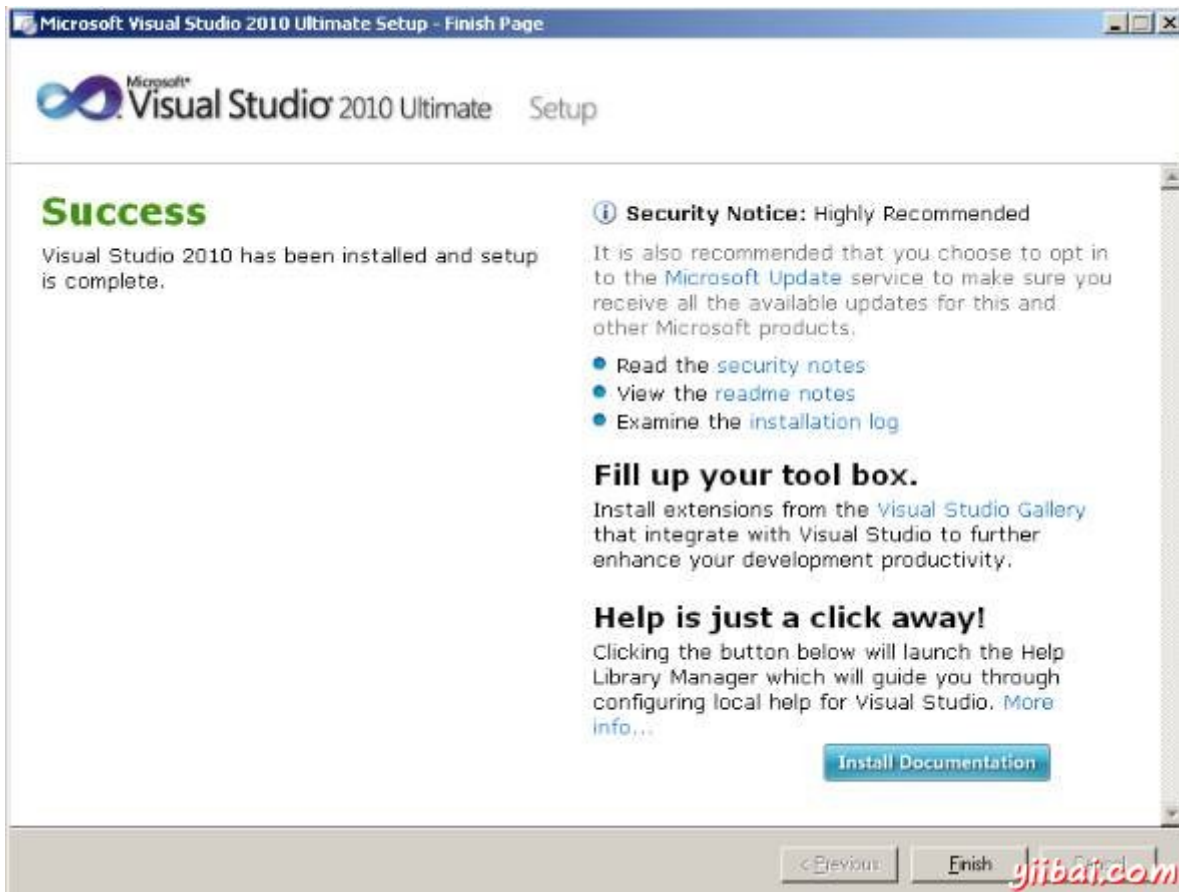 Microsoft Visual Studio 2010 Ultimate Setup - Finish Page
Microsoft®
Visual Studio® 2010 Ultimate Setup
Success
Visual Studio 2010 has been installed and setup
is complete.
Security Notice: Highly Recommended
It is also recommended that you choose to opt in
to the Microsoft Update service to make sure you
receive all the available updates for this and
other Microsoft products.
Read the security notes
View the readme notes
Examine the installation log
Fill up your tool box.
Install extensions from the Visual Studio Gallery
that integrate with Visual Studio to further
enhance your development productivity.
Help is just a click away!
Clicking the button below will launch the Help
Library Manager which will guide you through
configuring local help for Visual Studio. More
info...
Install Documentation
< Previous Finish Cancel
yiibai.com